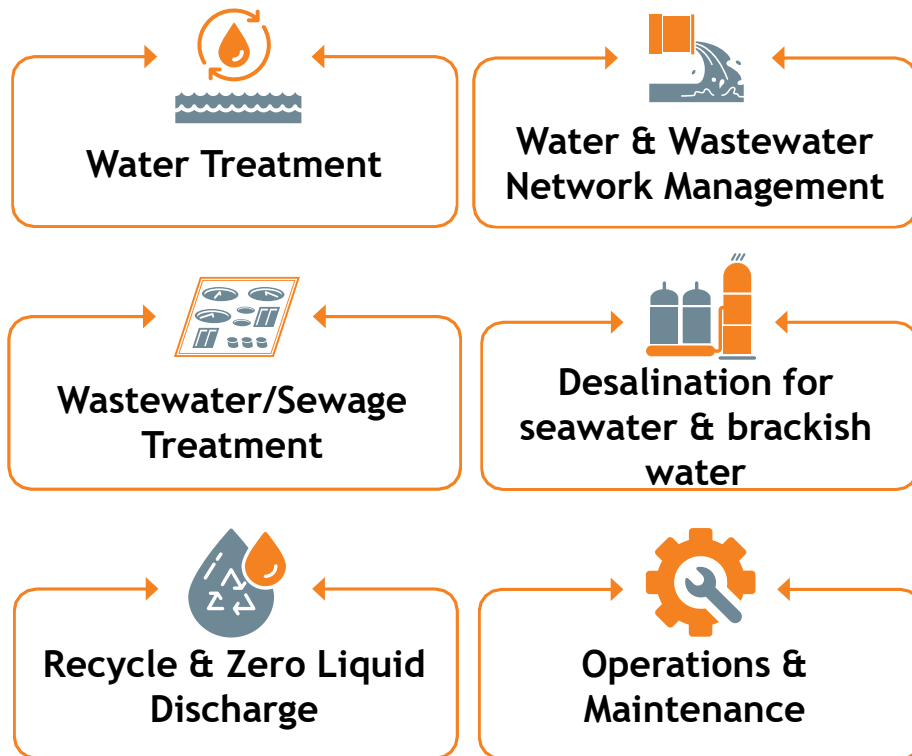 Water Treatment
Water & Wastewater
Network Management
Wastewater/Sewage
Treatment
Desalination for
seawater & brackish
water
Recycle & Zero Liquid
Discharge
Operations &
Maintenance